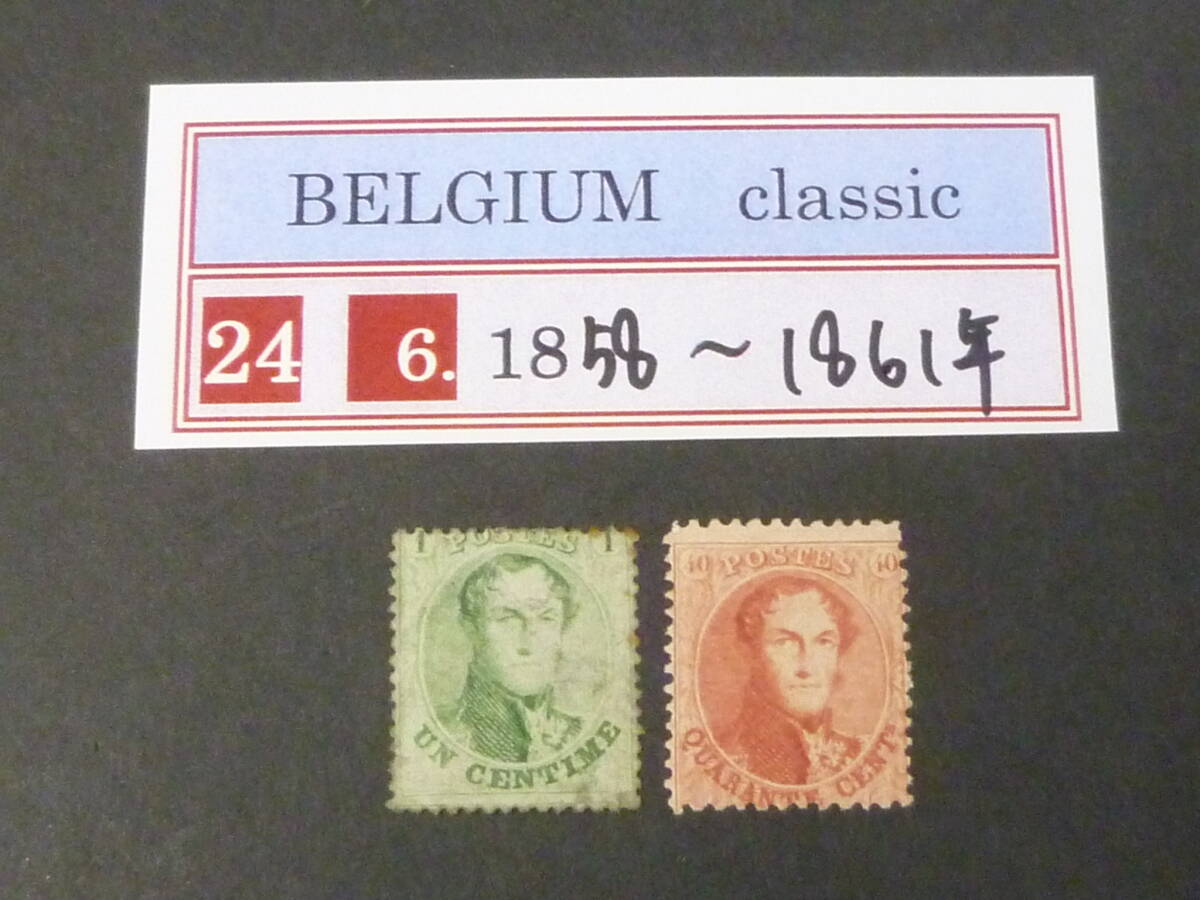 BELGIUM classic
24 6. 1858～1861年
1 POSTES 1
UN CENTIME
40 POSTES 40
QUARANTE CENTS